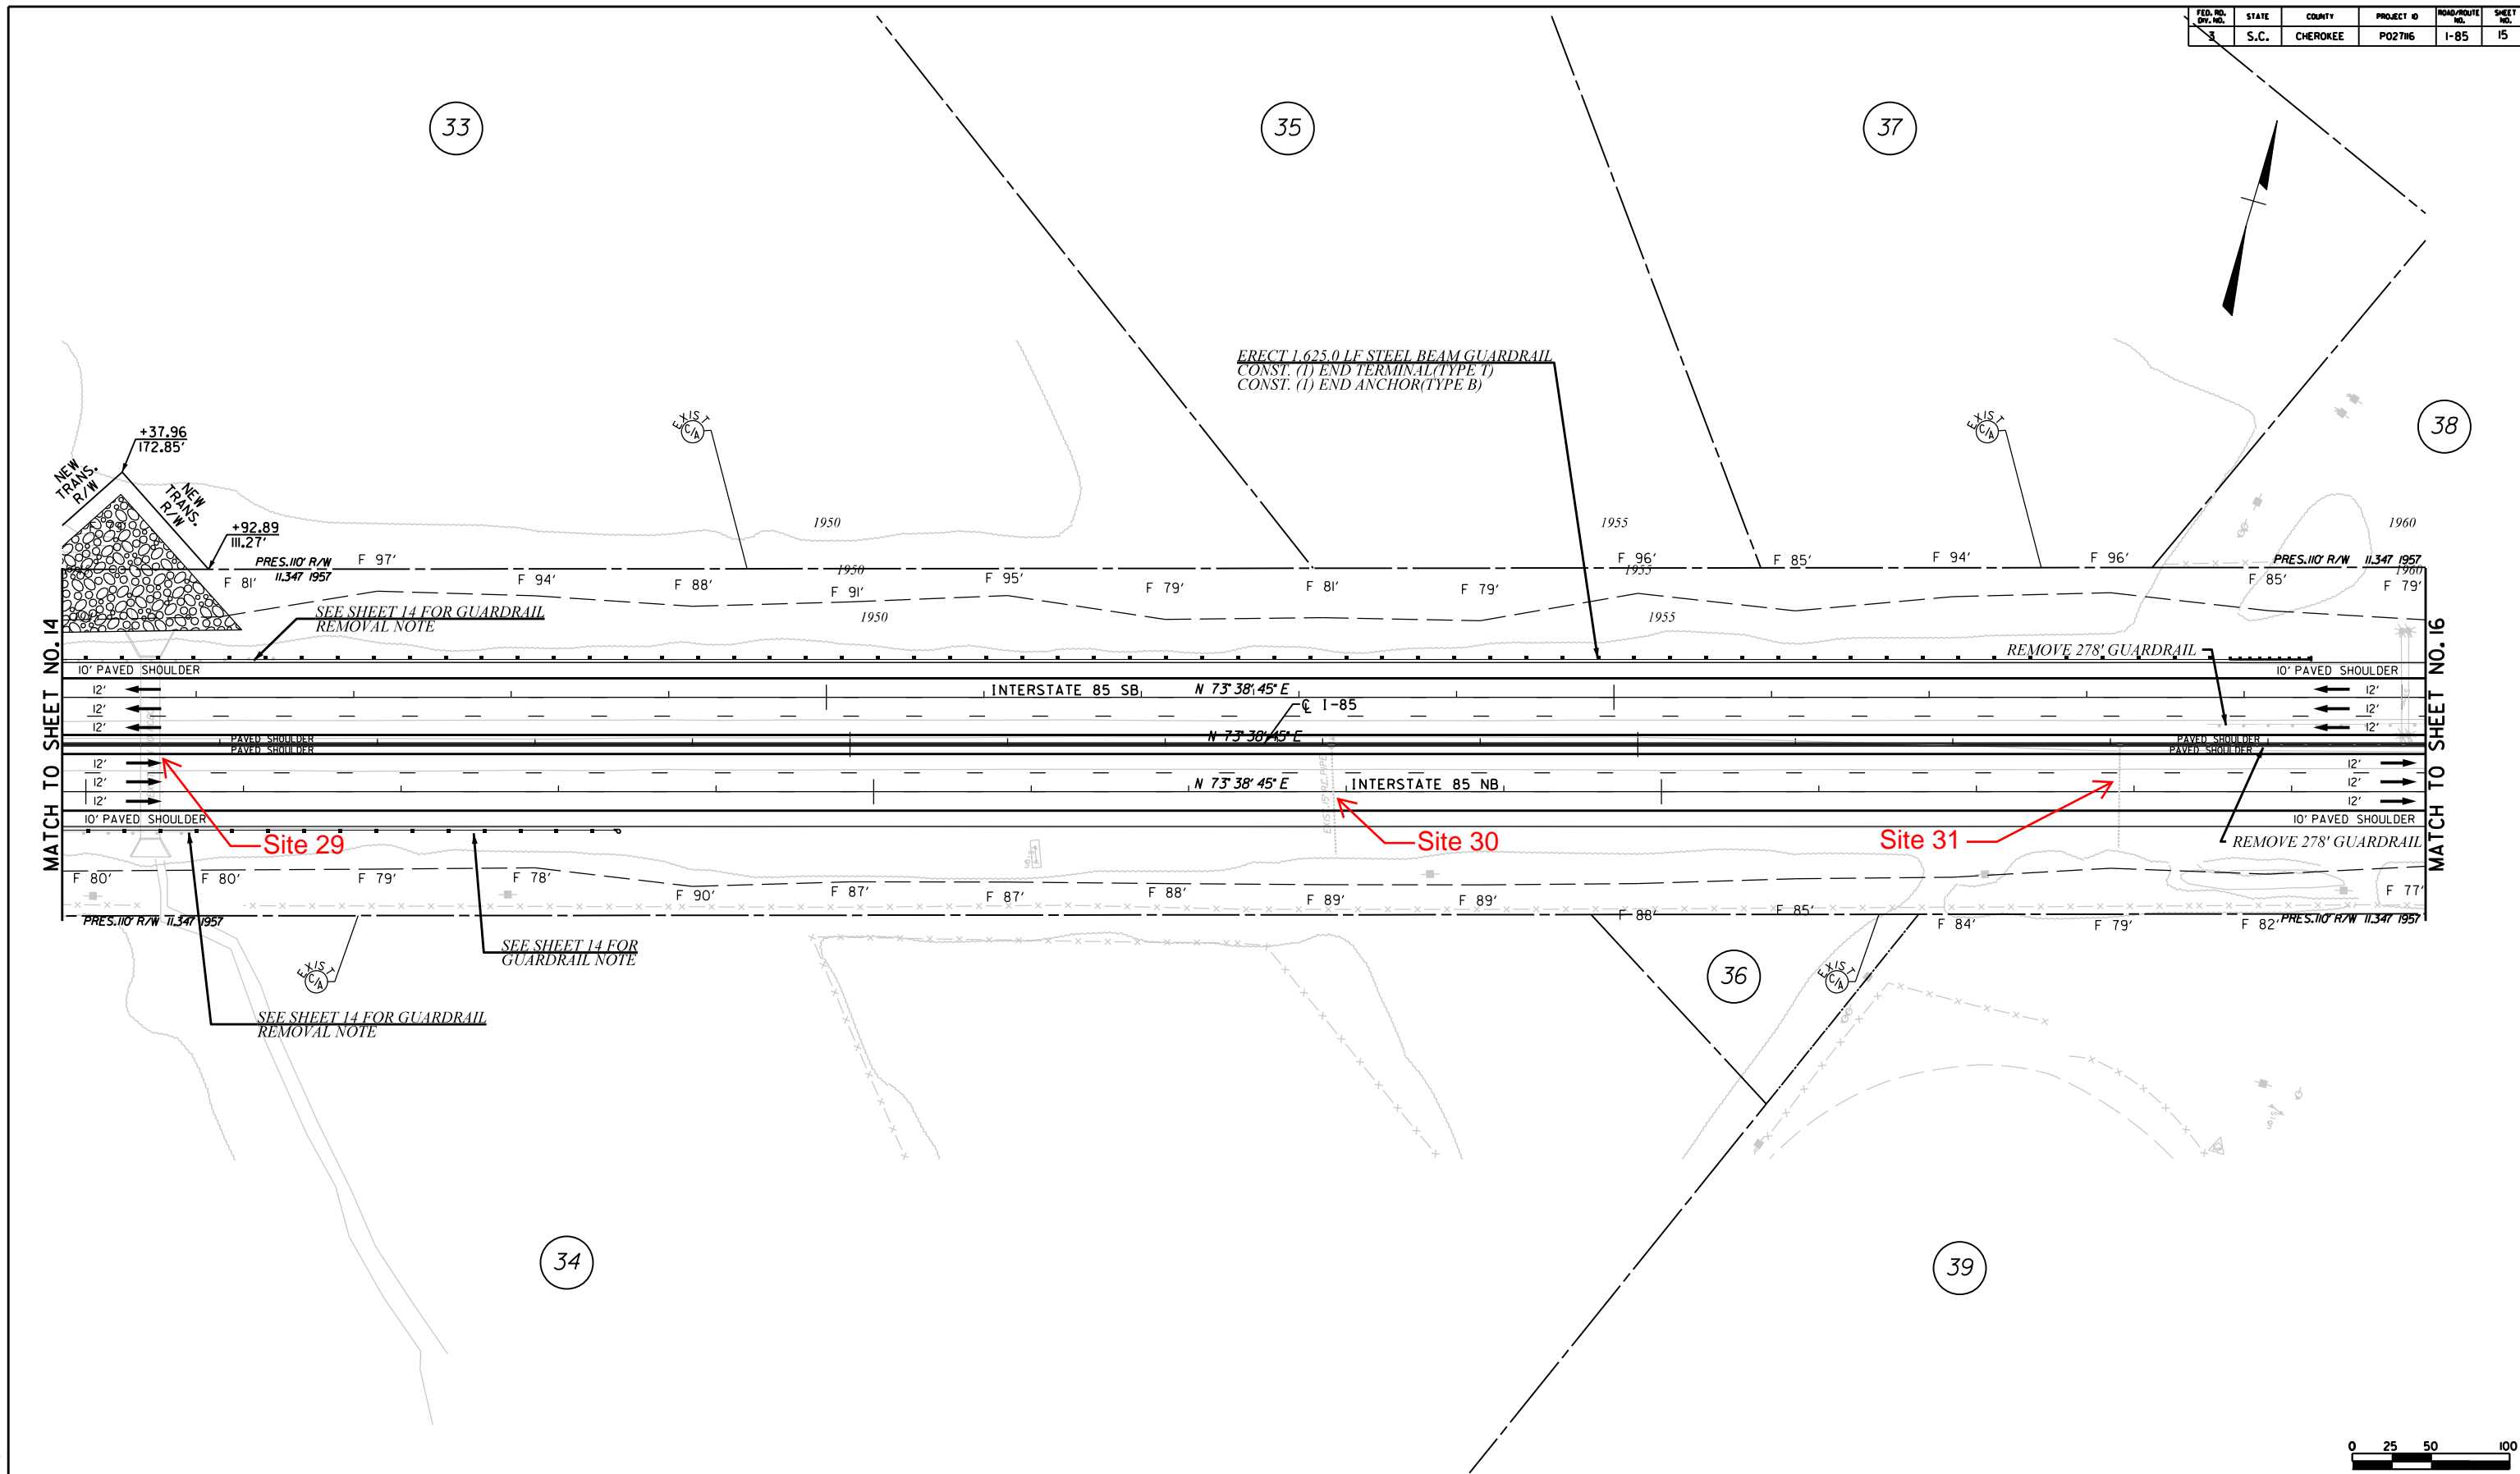 FED. RD. DIV. NO. STATE COUNTY PROJECT ID ROAD/ROUTE NO. SHEET NO.
3 S.C. CHEROKEE P027116 I-85 15
33
35
37
38
ERECT 1,625.0 LF STEEL BEAM GUARDRAIL
CONST. (1) END TERMINAL(TYPE T)
CONST. (1) END ANCHOR(TYPE B)
EXIST
C/A
EXIST
C/A
+37.96
172.85'
NEW
TRANS.
R/W
NEW
TRANS.
R/W
+92.89
111.27'
1950
1955
1960
PRES. 110' R/W
11.347 1957
F 97'
F 81'
F 94'
F 88'
1950
F 91'
F 95'
F 79'
F 81'
F 79'
F 96'
1955
F 85'
F 94'
F 96'
PRES. 110' R/W 11.347 1957
1960
F 85'
F 79'
SEE SHEET 14 FOR GUARDRAIL
REMOVAL NOTE
1950
1955
MATCH TO SHEET NO. 14
MATCH TO SHEET NO. 16
REMOVE 278' GUARDRAIL
10' PAVED SHOULDER
10' PAVED SHOULDER
12'
12'
12'
INTERSTATE 85 SB
N 73° 38' 45" E
12'
12'
12'
℄ I-85
PAVED SHOULDER
PAVED SHOULDER
N 73° 38' 45" E
PAVED SHOULDER
PAVED SHOULDER
12'
12'
12'
N 73° 38' 45" E
INTERSTATE 85 NB
12'
12'
12'
EXIST. 15" R.C. PIPE
10' PAVED SHOULDER
10' PAVED SHOULDER
Site 29
Site 30
Site 31
REMOVE 278' GUARDRAIL
F 80'
F 80'
F 79'
F 78'
F 90'
F 87'
F 87'
F 88'
F 89'
F 89'
F 88'
F 85'
F 84'
F 79'
F 82'
F 77'
PRES. 110' R/W 11.347 1957
PRES. 110' R/W 11.347 1957
SEE SHEET 14 FOR
GUARDRAIL NOTE
EXIST
C/A
SEE SHEET 14 FOR GUARDRAIL
REMOVAL NOTE
36
EXIST
C/A
34
39
0 25 50 100